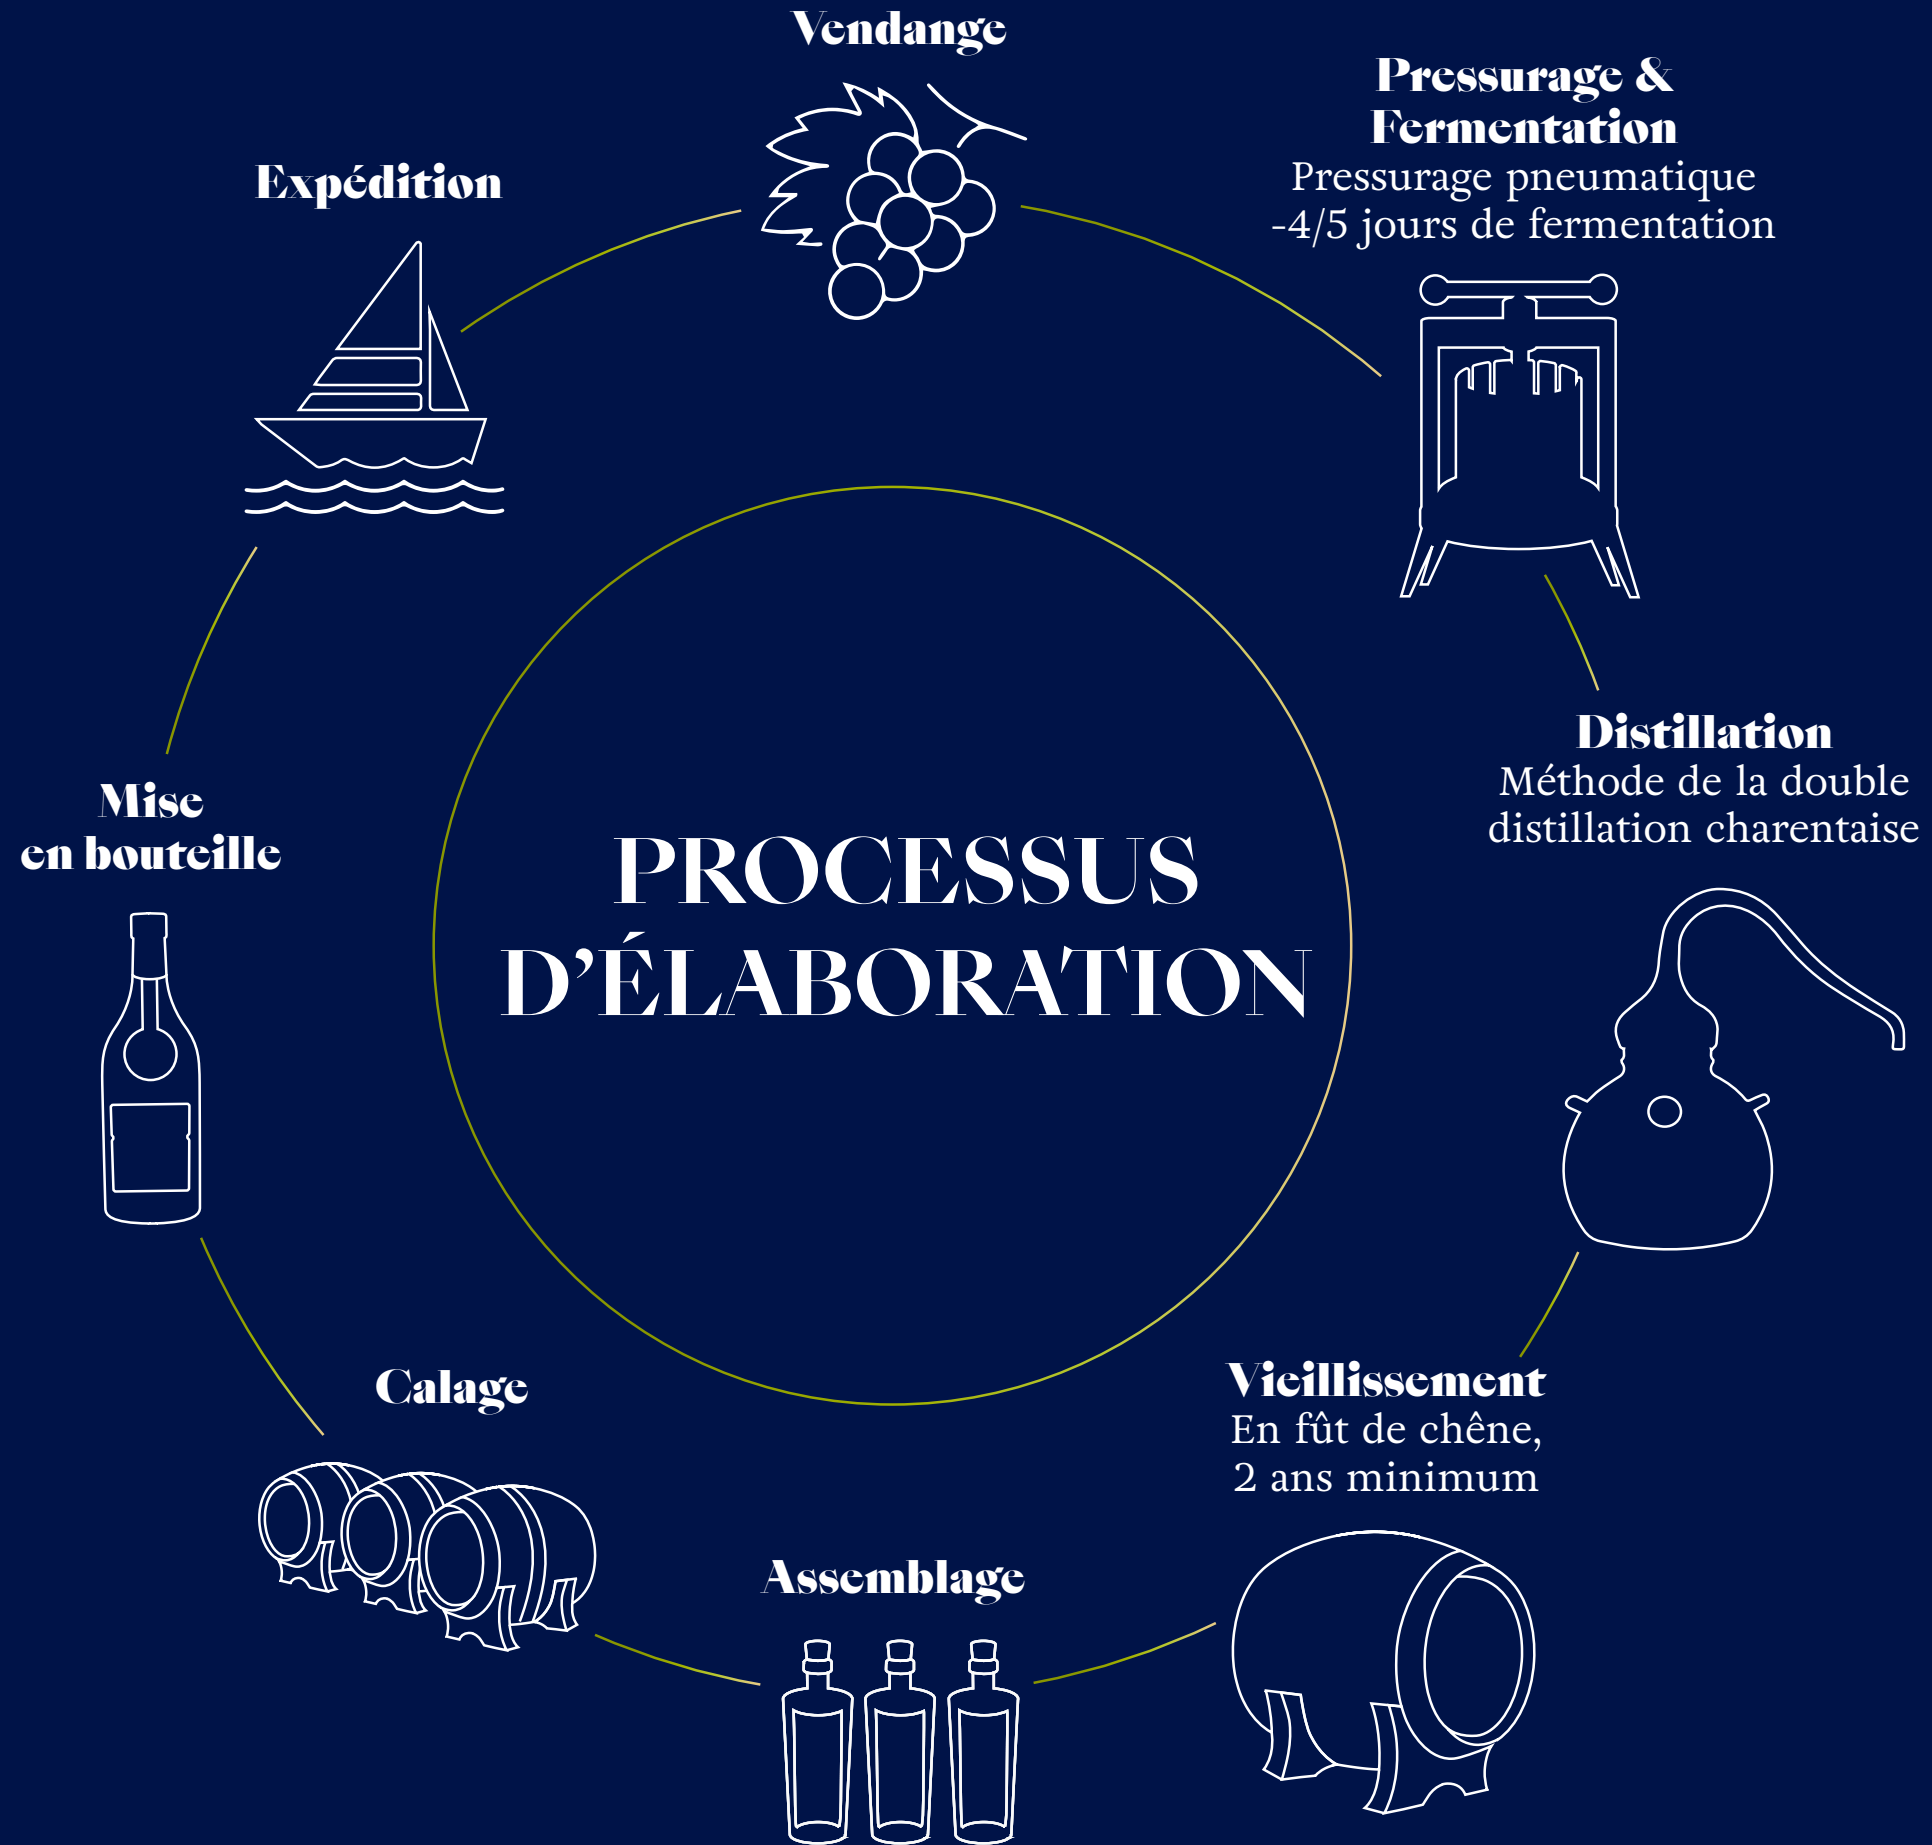 Vendange
Pressurage &
Fermentation
Pressurage pneumatique
-4/5 jours de fermentation
Distillation
Méthode de la double
distillation charentaise
Vieillissement
En fût de chêne,
2 ans minimum
Assemblage
Calage
Mise
en bouteille
Expédition
PROCESSUS
D’ÉLABORATION